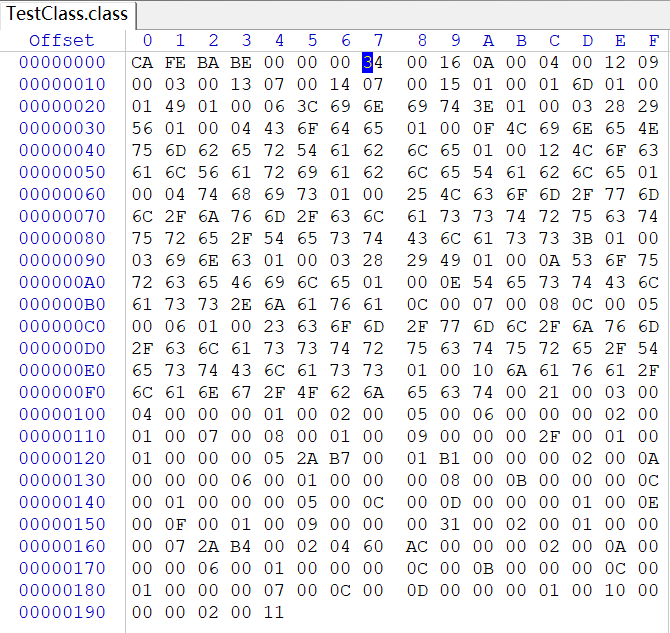 TestClass.class
Offset 0 1 2 3 4 5 6 7 8 9 A B C D E F
00000000 CA FE BA BE 00 00 00 34 00 16 0A 00 04 00 12 09
00000010 00 03 00 13 07 00 14 07 00 15 01 00 01 6D 01 00
00000020 01 49 01 00 06 3C 69 6E 69 74 3E 01 00 03 28 29
00000030 56 01 00 04 43 6F 64 65 01 00 0F 4C 69 6E 65 4E
00000040 75 6D 62 65 72 54 61 62 6C 65 01 00 12 4C 6F 63
00000050 61 6C 56 61 72 69 61 62 6C 65 54 61 62 6C 65 01
00000060 00 04 74 68 69 73 01 00 25 4C 63 6F 6D 2F 77 6D
00000070 6C 2F 6A 76 6D 2F 63 6C 61 73 73 74 72 75 63 74
00000080 75 72 65 2F 54 65 73 74 43 6C 61 73 73 3B 01 00
00000090 03 69 6E 63 01 00 03 28 29 49 01 00 0A 53 6F 75
000000A0 72 63 65 46 69 6C 65 01 00 0E 54 65 73 74 43 6C
000000B0 61 73 73 2E 6A 61 76 61 0C 00 07 00 08 0C 00 05
000000C0 00 06 01 00 23 63 6F 6D 2F 77 6D 6C 2F 6A 76 6D
000000D0 2F 63 6C 61 73 73 74 72 75 63 74 75 72 65 2F 54
000000E0 65 73 74 43 6C 61 73 73 01 00 10 6A 61 76 61 2F
000000F0 6C 61 6E 67 2F 4F 62 6A 65 63 74 00 21 00 03 00
00000100 04 00 00 00 01 00 02 00 05 00 06 00 00 00 02 00
00000110 01 00 07 00 08 00 01 00 09 00 00 00 2F 00 01 00
00000120 01 00 00 00 05 2A B7 00 01 B1 00 00 00 02 00 0A
00000130 00 00 00 06 00 01 00 00 00 08 00 0B 00 00 00 0C
00000140 00 01 00 00 00 05 00 0C 00 0D 00 00 00 01 00 0E
00000150 00 0F 00 01 00 09 00 00 00 31 00 02 00 01 00 00
00000160 00 07 2A B4 00 02 04 60 AC 00 00 00 02 00 0A 00
00000170 00 00 06 00 01 00 00 00 0C 00 0B 00 00 00 0C 00
00000180 01 00 00 00 07 00 0C 00 0D 00 00 00 01 00 10 00
00000190 00 00 02 00 11